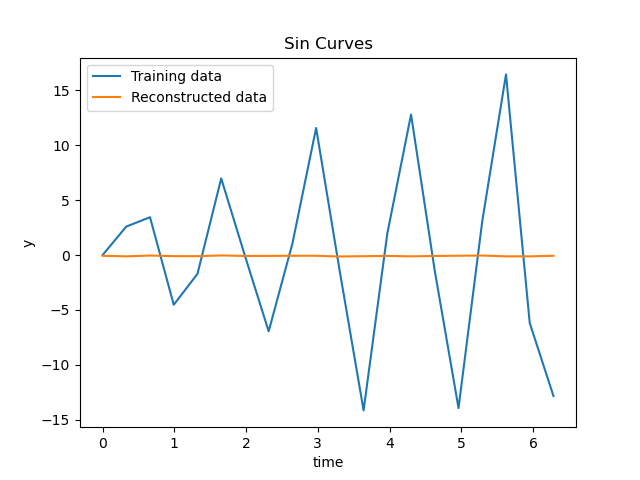 Sin Curves
Training data
Reconstructed data
15
10
5
0
−5
−10
−15
y
0 1 2 3 4 5 6
time